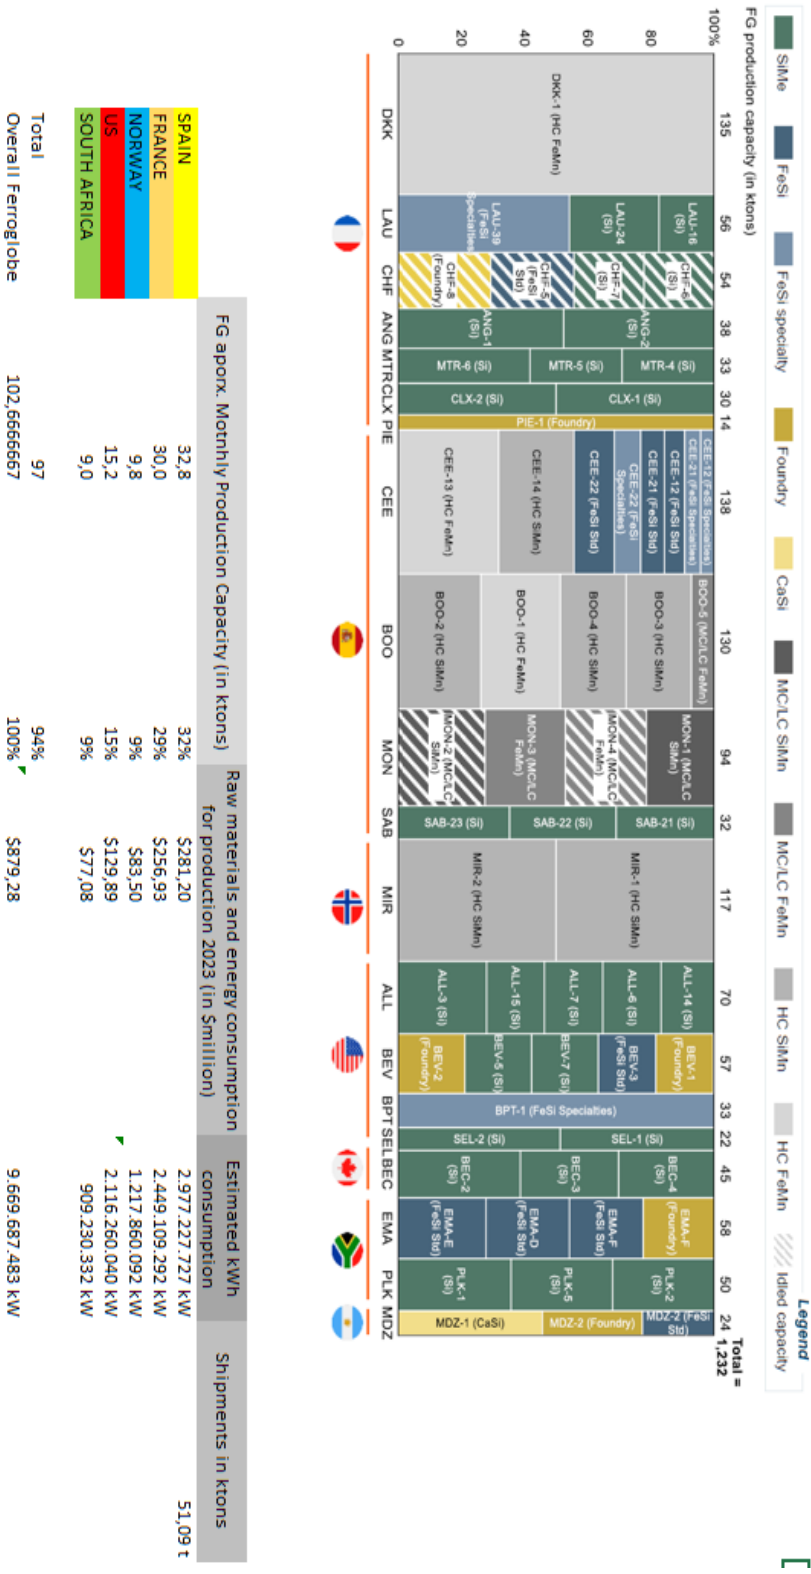 Legend
SiMe FeSi FeSi specialty Foundry CaSi MC/LC SiMn MC/LC FeMn HC SiMn HC FeMn Idled capacity
FG production capacity (in ktons)
135 56 54 38 33 30 14 138 130 94 32 117 70 57 33 22 45 58 50 24 Total = 1,232
100%
80
60
40
20
0
DKK-1 (HC FeMn)
LAU-16 (Si)
LAU-24 (Si)
LAU-39 (FeSi Specialties)
CHF-6 (Si)
CHF-7 (Si)
CHF-5 (FeSi Std)
CHF-8 (Foundry)
ANG-2 (Si)
ANG-1 (Si)
MTR-4 (Si)
MTR-5 (Si)
MTR-6 (Si)
CLX-1 (Si)
CLX-2 (Si)
PIE-1 (Foundry)
CEE-12 (FeSi Specialties)
CEE-21 (FeSi Specialties)
CEE-12 (FeSi Std)
CEE-21 (FeSi Std)
CEE-22 (FeSi Specialties)
CEE-22 (FeSi Std)
CEE-14 (HC SiMn)
CEE-13 (HC FeMn)
BOO-5 (MC/LC FeMn)
BOO-3 (HC SiMn)
BOO-4 (HC SiMn)
BOO-1 (HC FeMn)
BOO-2 (HC SiMn)
MON-1 (MC/LC SiMn)
MON-4 (MC/LC FeMn)
MON-3 (MC/LC FeMn)
MON-2 (MC/LC SiMn)
SAB-21 (Si)
SAB-22 (Si)
SAB-23 (Si)
MIR-1 (HC SiMn)
MIR-2 (HC SiMn)
ALL-14 (Si)
ALL-6 (Si)
ALL-7 (Si)
ALL-15 (Si)
ALL-3 (Si)
BEV-1 (Foundry)
BEV-3 (FeSi Std)
BEV-7 (Si)
BEV-5 (Si)
BEV-2 (Foundry)
BPT-1 (FeSi Specialties)
SEL-1 (Si)
SEL-2 (Si)
BEC-4 (Si)
BEC-3 (Si)
BEC-2 (Si)
EMA-F (Foundry)
EMA-F (FeSi Std)
EMA-D (FeSi Std)
EMA-E (FeSi Std)
PLK-2 (Si)
PLK-5 (Si)
PLK-1 (Si)
MDZ-2 (FeSi Std)
MDZ-2 (Foundry)
MDZ-1 (CaSi)
DKK LAU CHF ANG MTR CLX PIE CEE BOO MON SAB MIR ALL BEV BPT SEL BEC EMA PLK MDZ
FG aporx. Motnhly Production Capacity (in ktons) Raw materials and energy consumption for production 2023 (in $million) Estimated kWh consumption Shipments in ktons
SPAIN 32,8 32% $281,20 2.977.227.727 kW 51,09 t
FRANCE 30,0 29% $256,93 2.449.109.292 kW
NORWAY 9,8 9% $83,50 1.217.860.092 kW
US 15,2 15% $129,89 2.116.260.040 kW
SOUTH AFRICA 9,0 9% $77,08 909.230.332 kW
Total 97 94%
Overall Ferroglobe 102,6666667 100% $879,28 9.669.687.483 kW